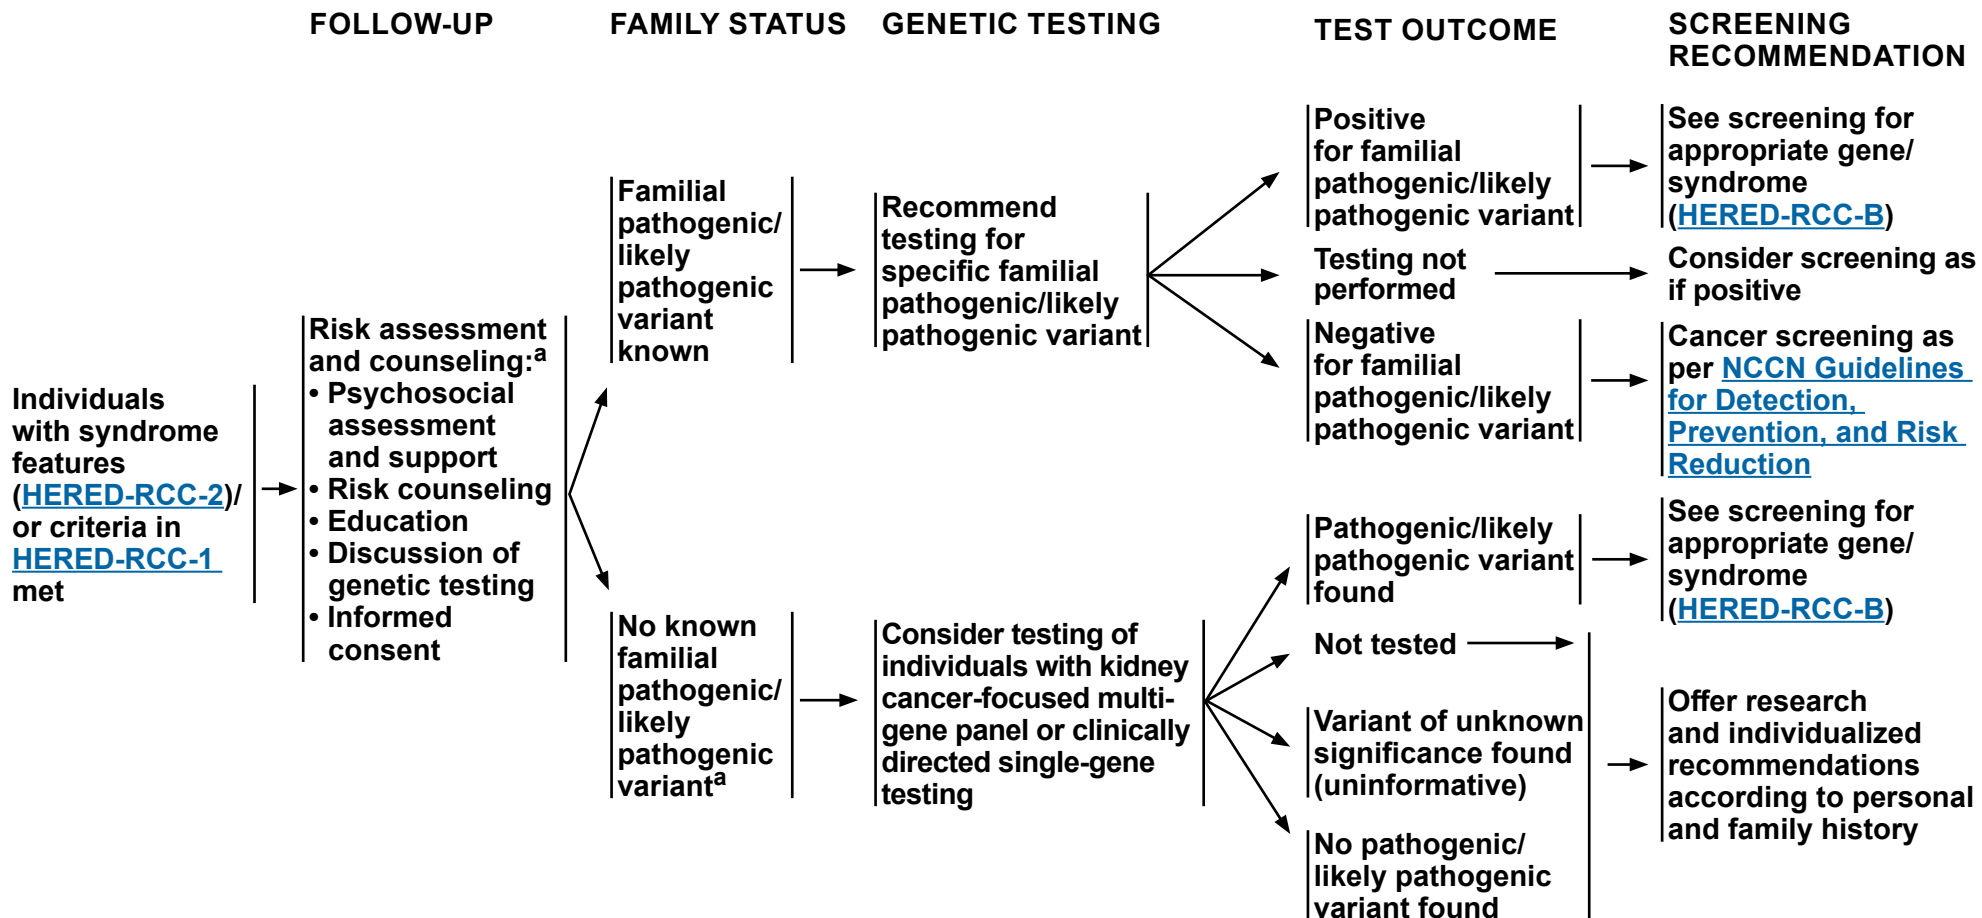 FOLLOW-UP
FAMILY STATUS
GENETIC TESTING
TEST OUTCOME
SCREENING
RECOMMENDATION
Individuals
with syndrome
features
(HERED-RCC-2)/
or criteria in
HERED-RCC-1
met
Risk assessment
and counseling:a
• Psychosocial
assessment
and support
• Risk counseling
• Education
• Discussion of
genetic testing
• Informed
consent
Familial
pathogenic/
likely
pathogenic
variant
known
Recommend
testing for
specific familial
pathogenic/likely
pathogenic variant
Positive
for familial
pathogenic/likely
pathogenic variant
See screening for
appropriate gene/
syndrome
(HERED-RCC-B)
Testing not
performed
Consider screening as
if positive
Negative
for familial
pathogenic/likely
pathogenic variant
Cancer screening as
per NCCN Guidelines
for Detection,
Prevention, and Risk
Reduction
No known
familial
pathogenic/
likely
pathogenic
varianta
Consider testing of
individuals with kidney
cancer-focused multi-
gene panel or clinically
directed single-gene
testing
Pathogenic/likely
pathogenic variant
found
See screening for
appropriate gene/
syndrome
(HERED-RCC-B)
Not tested
Variant of unknown
significance found
(uninformative)
No pathogenic/
likely pathogenic
variant found
Offer research
and individualized
recommendations
according to personal
and family history